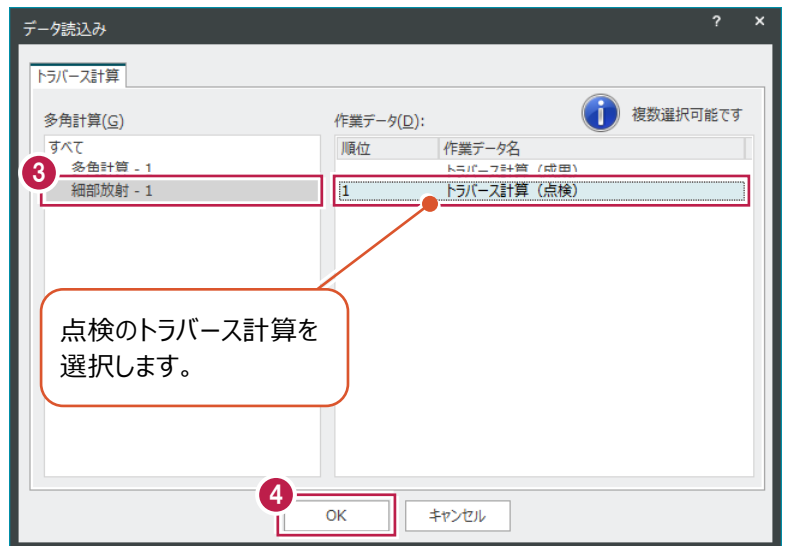 データ読込み
? ×
トラバース計算
多角計算(G)
作業データ(D):
複数選択可能です
すべて
多角計算 - 1
細部放射 - 1
順位 作業データ名
トラバース計算（成果）
1 トラバース計算（点検）
3
点検のトラバース計算を
選択します。
4
OK
キャンセル